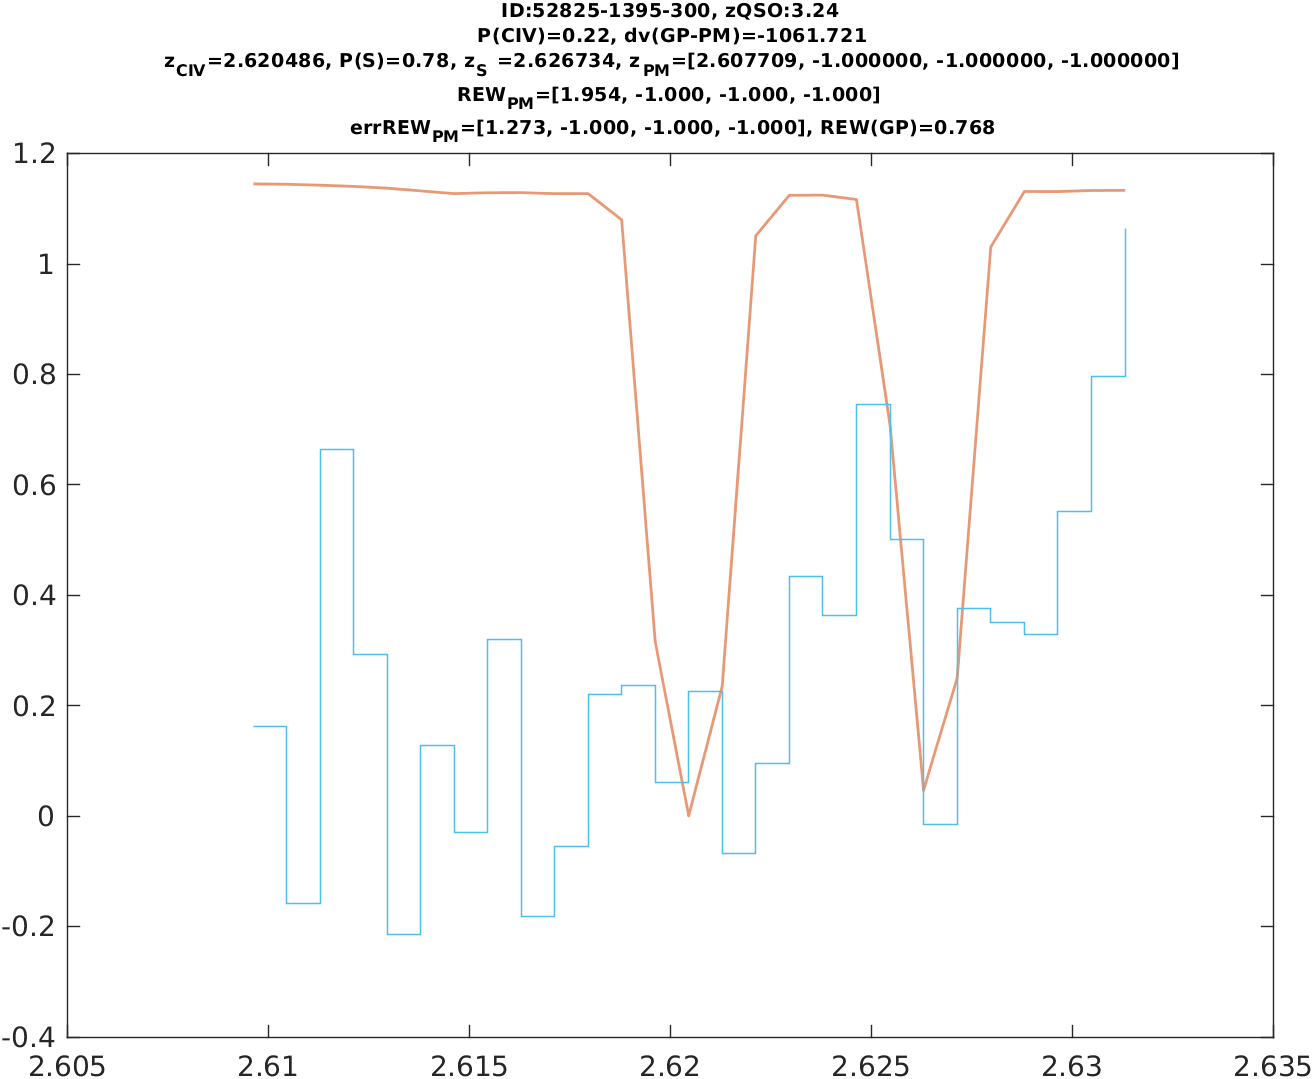 ID:52825-1395-300, zQSO:3.24
P(CIV)=0.22, dv(GP-PM)=-1061.721
zCIV=2.620486, P(S)=0.78, zS =2.626734, zPM=[2.607709, -1.000000, -1.000000, -1.000000]
REWPM=[1.954, -1.000, -1.000, -1.000]
errREWPM=[1.273, -1.000, -1.000, -1.000], REW(GP)=0.768
1.2
1
0.8
0.6
0.4
0.2
0
-0.2
-0.4
2.605 2.61 2.615 2.62 2.625 2.63 2.635